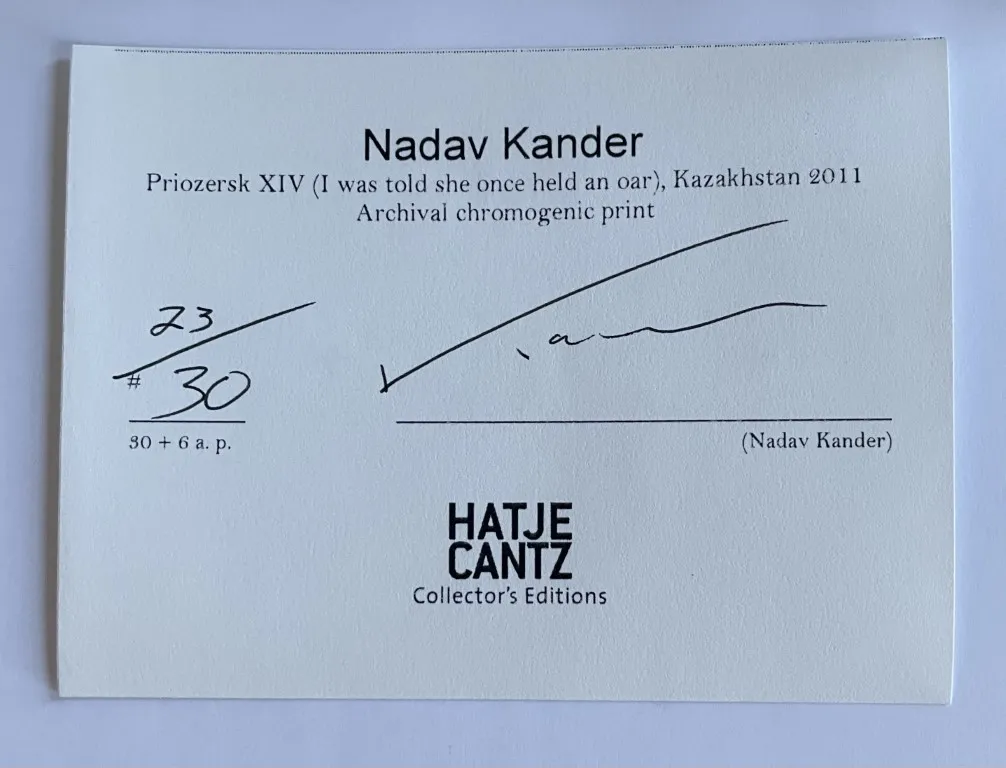 Nadav Kander
Priozersk XIV (I was told she once held an oar), Kazakhstan 2011
Archival chromogenic print
23
# 30
30 + 6 a. p.
(Nadav Kander)
HATJE
CANTZ
Collector's Editions